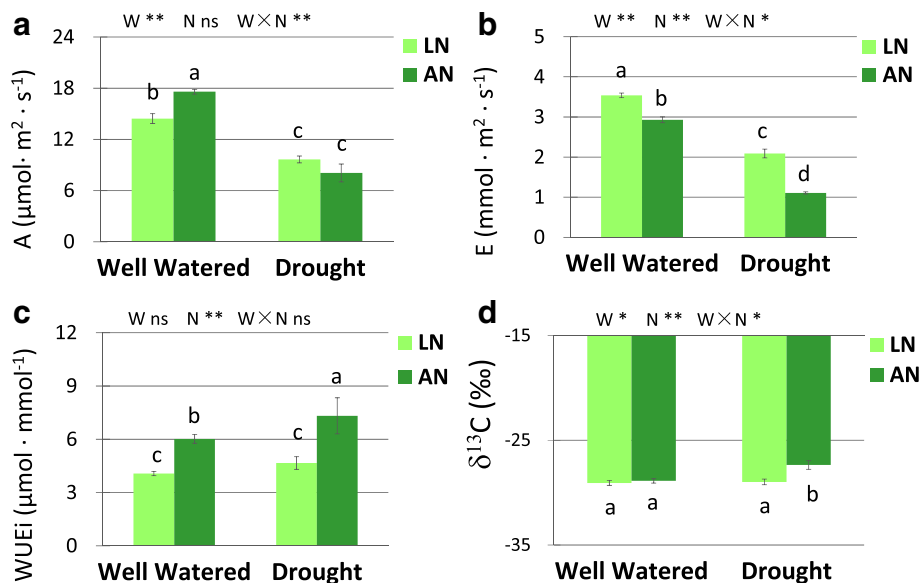 a
W ** N ns W×N **
24
18
12
6
0
A (μmol· m² · s⁻¹)
b
a
c
c
LN
AN
Well Watered Drought
b
W ** N ** W×N *
5
4
3
2
1
0
E (mmol· m² · s⁻¹)
a
b
c
d
LN
AN
Well Watered Drought
c
W ns N ** W×N ns
12
9
6
3
0
WUEi (μmol · mmol⁻¹)
c
b
c
a
LN
AN
Well Watered Drought
d
W * N ** W×N *
-15
-25
-35
δ¹³C (‰)
a
a
a
b
LN
AN
Well Watered Drought